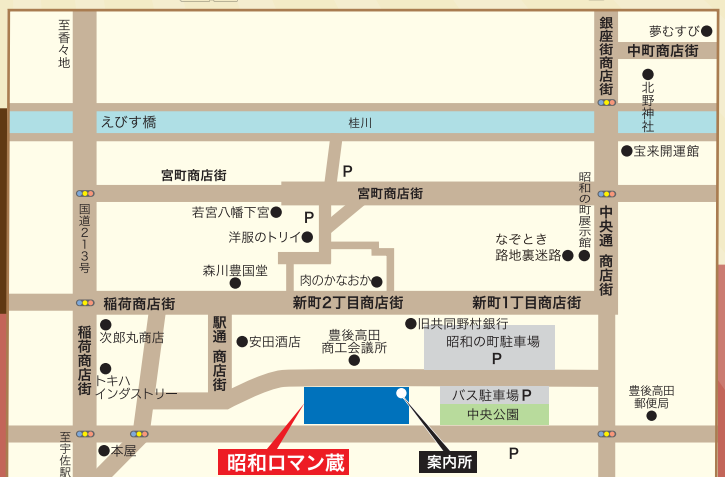 至香々地
銀座街商店街
夢むすび
中町商店街
北野神社
えびす橋
桂川
宝来開運館
宮町商店街
P
宮町商店街
昭和の町展示館
国道213号
若宮八幡下宮
P
洋服のトリイ
中央通 商店街
なぞとき
路地裏迷路
森川豊国堂
肉のかなおか
稲荷商店街
新町2丁目商店街
新町1丁目商店街
稲荷商店街
次郎丸商店
駅通 商店街
安田酒店
豊後高田
商工会議所
旧共同野村銀行
昭和の町駐車場
P
トキハ
インダストリー
バス駐車場P
中央公園
豊後高田
郵便局
至宇佐駅
本屋
昭和ロマン蔵
案内所
P